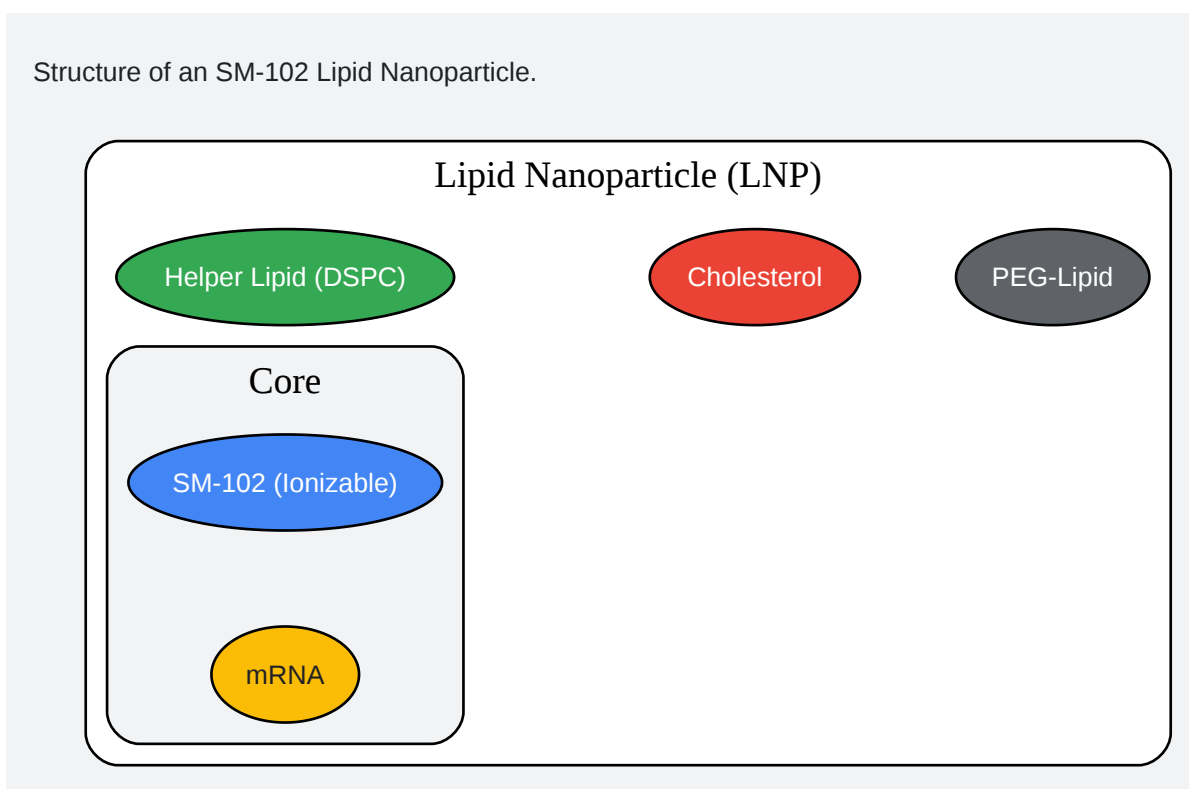 Structure of an SM-102 Lipid Nanoparticle.
Lipid Nanoparticle (LNP)
Helper Lipid (DSPC)
Cholesterol
PEG-Lipid
Core
SM-102 (Ionizable)
mRNA